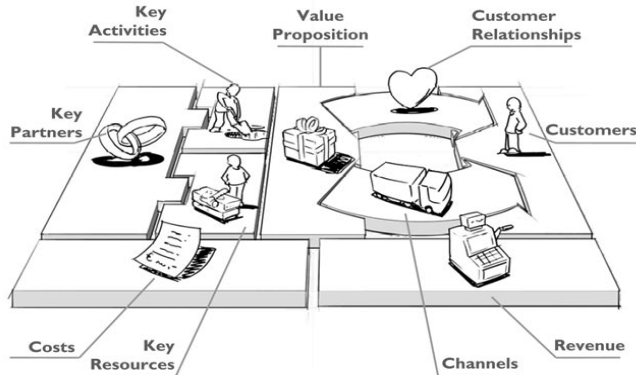 Key
Activities
Value
Proposition
Customer
Relationships
Key
Partners
Customers
Costs
Key
Resources
Channels
Revenue